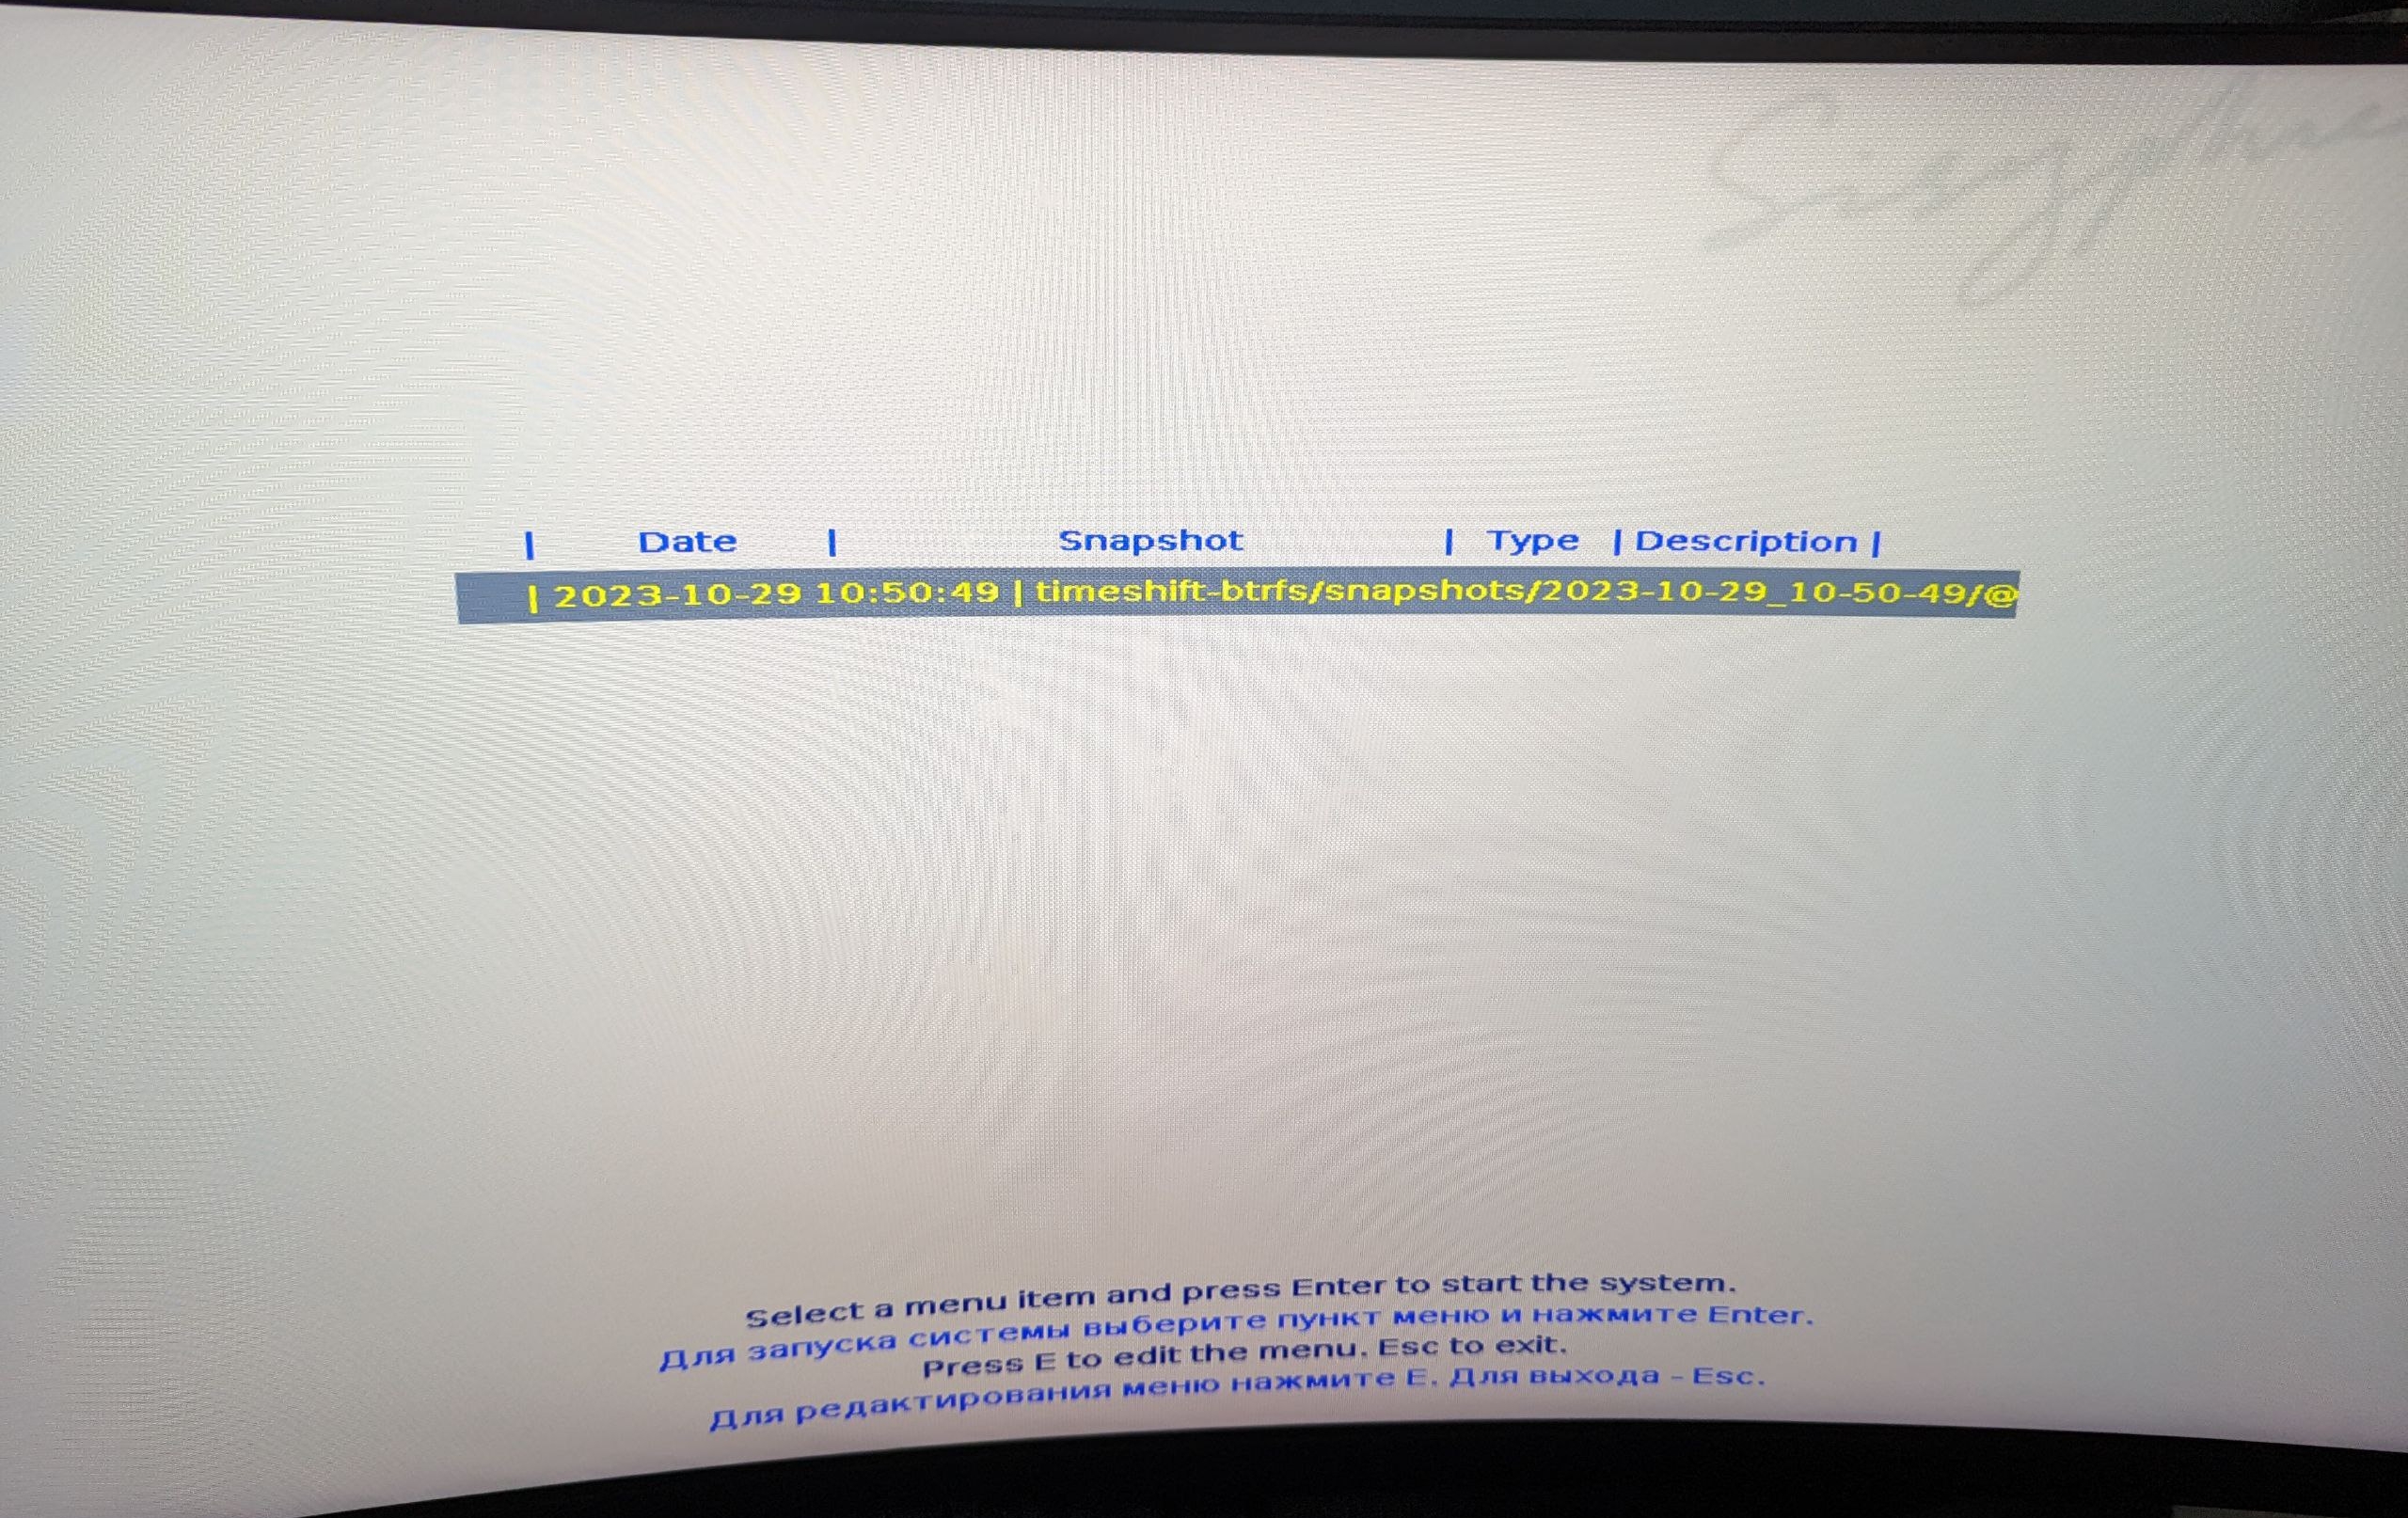 Sisyphus
| Date | Snapshot | Type | Description |
| 2023-10-29 10:50:49 | timeshift-btrfs/snapshots/2023-10-29_10-50-49/@
Select a menu item and press Enter to start the system.
Для запуска системы выберите пункт меню и нажмите Enter.
Press E to edit the menu. Esc to exit.
Для редактирования меню нажмите E. Для выхода - Esc.